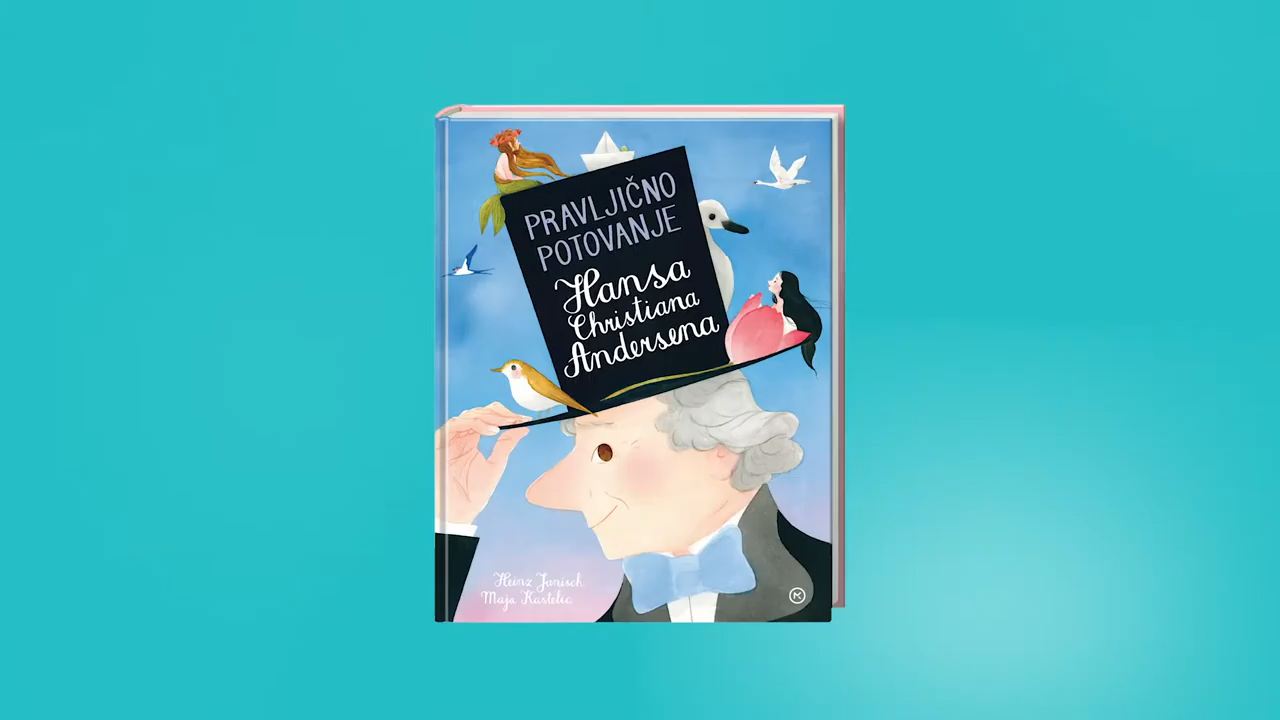 PRAVLJIČNO
POTOVANJE
Hansa
Christiana
Andersena
Heinz Janisch
Maja Kastelic